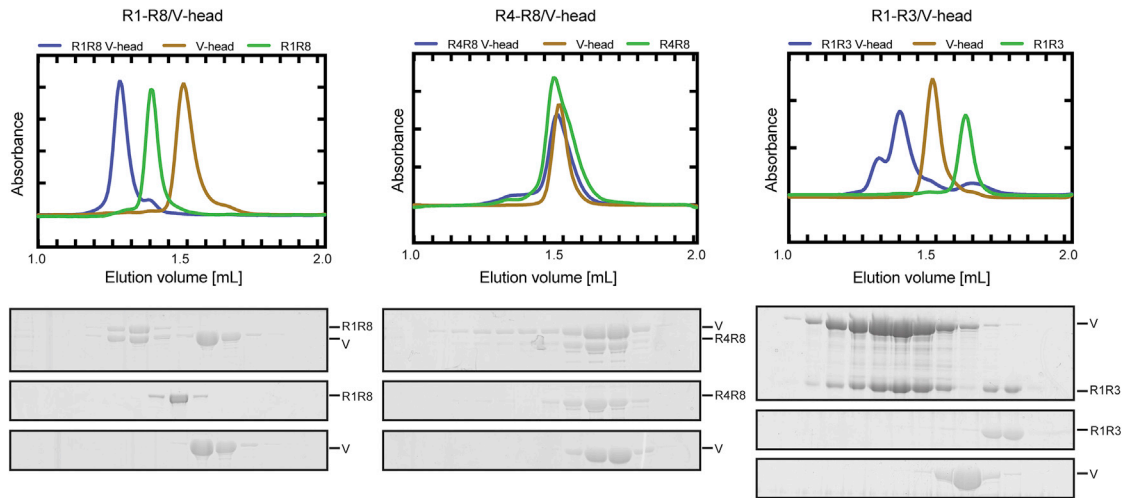 R1-R8/V-head
R1R8 V-head V-head R1R8
Absorbance
1.0 1.5 2.0
Elution volume [mL]
R1R8
V
R1R8
V
R4-R8/V-head
R4R8 V-head V-head R4R8
Absorbance
1.0 1.5 2.0
Elution volume [mL]
V
R4R8
R4R8
V
R1-R3/V-head
R1R3 V-head V-head R1R3
Absorbance
1.0 1.5 2.0
Elution volume [mL]
V
R1R3
R1R3
V